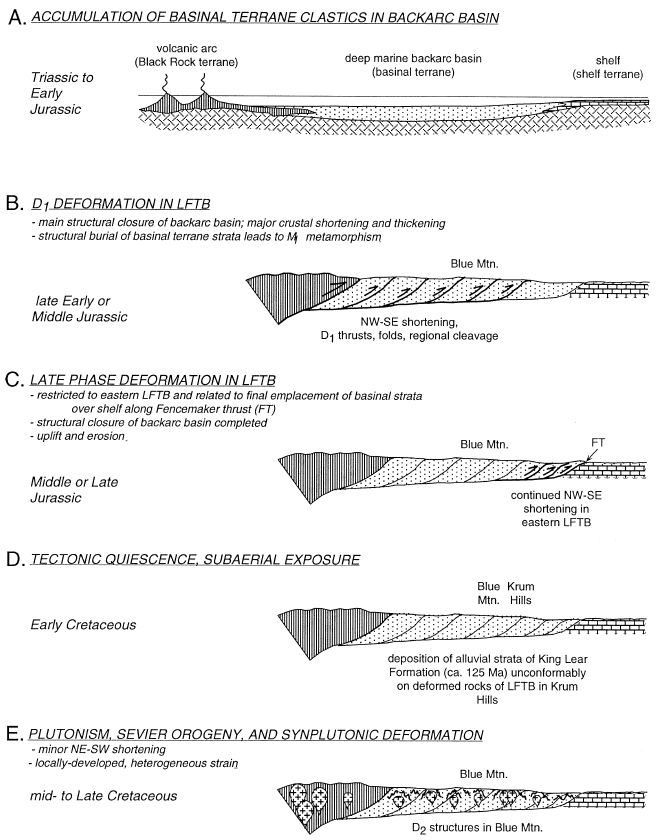 A. ACCUMULATION OF BASINAL TERRANE CLASTICS IN BACKARC BASIN
volcanic arc
(Black Rock terrane)
deep marine backarc basin
(basinal terrane)
shelf
(shelf terrane)
Triassic to
Early
Jurassic
B. D1 DEFORMATION IN LFTB
- main structural closure of backarc basin; major crustal shortening and thickening
- structural burial of basinal terrane strata leads to M1 metamorphism
Blue Mtn.
late Early or
Middle Jurassic
NW-SE shortening,
D1 thrusts, folds, regional cleavage
C. LATE PHASE DEFORMATION IN LFTB
- restricted to eastern LFTB and related to final emplacement of basinal strata
over shelf along Fencemaker thrust (FT)
- structural closure of backarc basin completed
- uplift and erosion
Blue Mtn.
FT
Middle or Late
Jurassic
continued NW-SE
shortening in
eastern LFTB
D. TECTONIC QUIESCENCE, SUBAERIAL EXPOSURE
Blue Krum
Mtn. Hills
Early Cretaceous
deposition of alluvial strata of King Lear
Formation (ca. 125 Ma) unconformably
on deformed rocks of LFTB in Krum
Hills
E. PLUTONISM, SEVIER OROGENY, AND SYNPLUTONIC DEFORMATION
- minor NE-SW shortening
- locally-developed, heterogeneous strain
Blue Mtn.
mid- to Late Cretaceous
D2 structures in Blue Mtn.